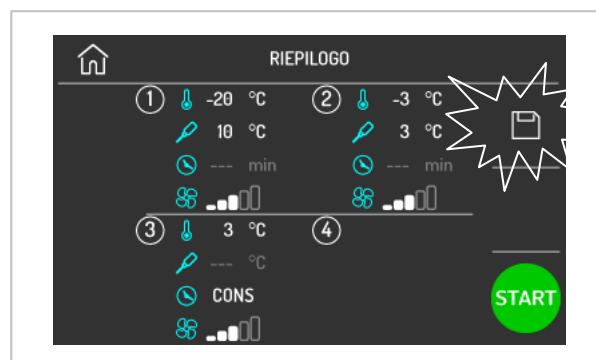 RIEPILOGO
1 -20 °C 2 -3 °C
10 °C 3 °C
--- min --- min
3 3 °C 4
--- °C
CONS
START